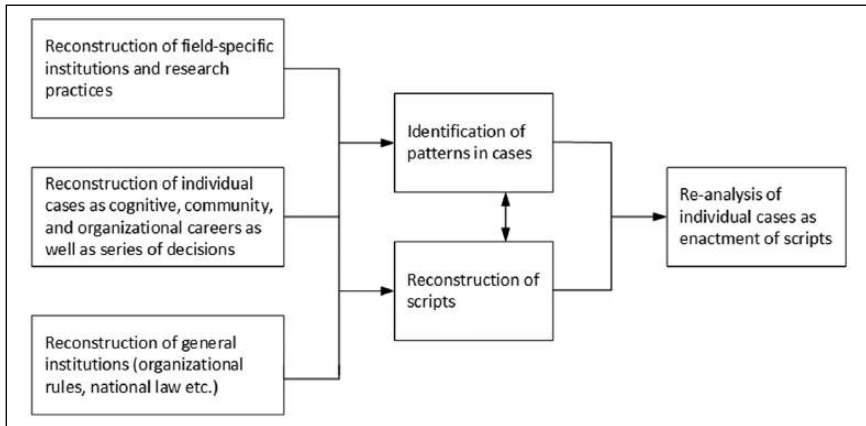 Reconstruction of field-specific
institutions and research
practices
Reconstruction of individual
cases as cognitive, community,
and organizational careers as
well as series of decisions
Reconstruction of general
institutions (organizational
rules, national law etc.)
Identification of
patterns in cases
Reconstruction of
scripts
Re-analysis of
individual cases as
enactment of scripts